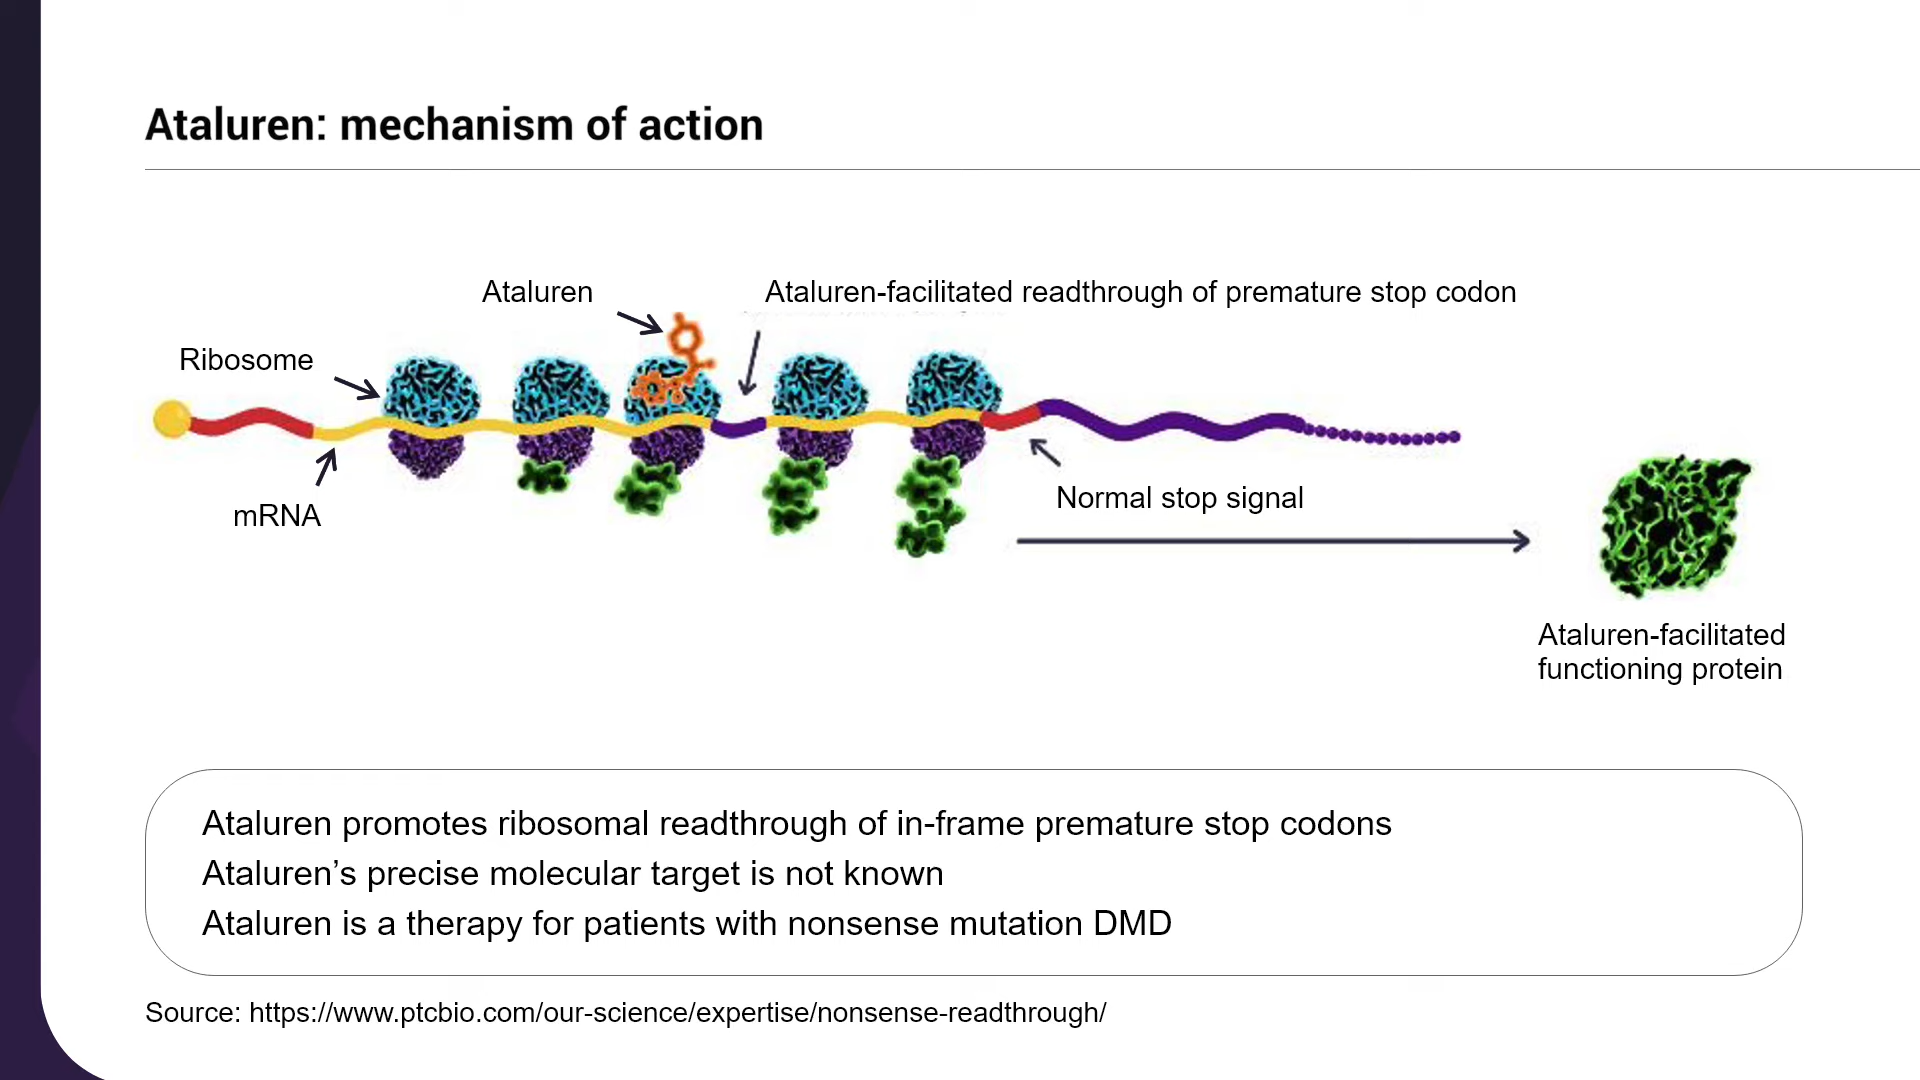 Ataluren: mechanism of action
Ataluren
Ataluren-facilitated readthrough of premature stop codon
Ribosome
mRNA
Normal stop signal
Ataluren-facilitated
functioning protein
Ataluren promotes ribosomal readthrough of in-frame premature stop codons
Ataluren’s precise molecular target is not known
Ataluren is a therapy for patients with nonsense mutation DMD
Source: https://www.ptcbio.com/our-science/expertise/nonsense-readthrough/